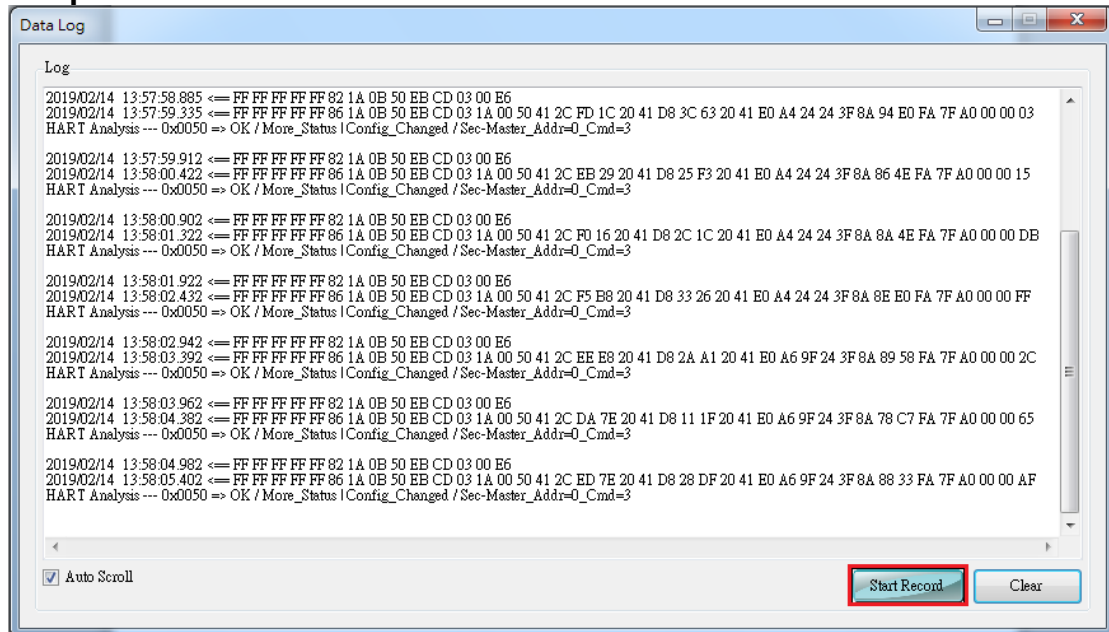 Data Log
Log
2019/02/14 13:57:58.885 <== FF FF FF FF FF 82 1A 0B 50 EB CD 03 00 E6
2019/02/14 13:57:59.335 <== FF FF FF FF FF 86 1A 0B 50 EB CD 03 1A 00 50 41 2C FD 1C 20 41 D8 3C 63 20 41 E0 A4 24 24 3F 8A 94 E0 FA 7F A0 00 00 03
HART Analysis --- 0x0050 => OK / More_Status | Config_Changed / Sec-Master_Addr=0_Cmd=3
2019/02/14 13:57:59.912 <== FF FF FF FF FF 82 1A 0B 50 EB CD 03 00 E6
2019/02/14 13:58:00.422 <== FF FF FF FF FF 86 1A 0B 50 EB CD 03 1A 00 50 41 2C EB 29 20 41 D8 25 F3 20 41 E0 A4 24 24 3F 8A 86 4E FA 7F A0 00 00 15
HART Analysis --- 0x0050 => OK / More_Status | Config_Changed / Sec-Master_Addr=0_Cmd=3
2019/02/14 13:58:00.902 <== FF FF FF FF FF 82 1A 0B 50 EB CD 03 00 E6
2019/02/14 13:58:01.322 <== FF FF FF FF FF 86 1A 0B 50 EB CD 03 1A 00 50 41 2C F0 16 20 41 D8 2C 1C 20 41 E0 A4 24 24 3F 8A 8A 4E FA 7F A0 00 00 DB
HART Analysis --- 0x0050 => OK / More_Status | Config_Changed / Sec-Master_Addr=0_Cmd=3
2019/02/14 13:58:01.922 <== FF FF FF FF FF 82 1A 0B 50 EB CD 03 00 E6
2019/02/14 13:58:02.432 <== FF FF FF FF FF 86 1A 0B 50 EB CD 03 1A 00 50 41 2C F5 B8 20 41 D8 33 26 20 41 E0 A4 24 24 3F 8A 8E E0 FA 7F A0 00 00 FF
HART Analysis --- 0x0050 => OK / More_Status | Config_Changed / Sec-Master_Addr=0_Cmd=3
2019/02/14 13:58:02.942 <== FF FF FF FF FF 82 1A 0B 50 EB CD 03 00 E6
2019/02/14 13:58:03.392 <== FF FF FF FF FF 86 1A 0B 50 EB CD 03 1A 00 50 41 2C EE E8 20 41 D8 2A A1 20 41 E0 A6 9F 24 3F 8A 89 58 FA 7F A0 00 00 2C
HART Analysis --- 0x0050 => OK / More_Status | Config_Changed / Sec-Master_Addr=0_Cmd=3
2019/02/14 13:58:03.962 <== FF FF FF FF FF 82 1A 0B 50 EB CD 03 00 E6
2019/02/14 13:58:04.382 <== FF FF FF FF FF 86 1A 0B 50 EB CD 03 1A 00 50 41 2C DA 7E 20 41 D8 11 1F 20 41 E0 A6 9F 24 3F 8A 78 C7 FA 7F A0 00 00 65
HART Analysis --- 0x0050 => OK / More_Status | Config_Changed / Sec-Master_Addr=0_Cmd=3
2019/02/14 13:58:04.982 <== FF FF FF FF FF 82 1A 0B 50 EB CD 03 00 E6
2019/02/14 13:58:05.402 <== FF FF FF FF FF 86 1A 0B 50 EB CD 03 1A 00 50 41 2C ED 7E 20 41 D8 28 DF 20 41 E0 A6 9F 24 3F 8A 88 33 FA 7F A0 00 00 AF
HART Analysis --- 0x0050 => OK / More_Status | Config_Changed / Sec-Master_Addr=0_Cmd=3
Auto Scroll
Start Record
Clear